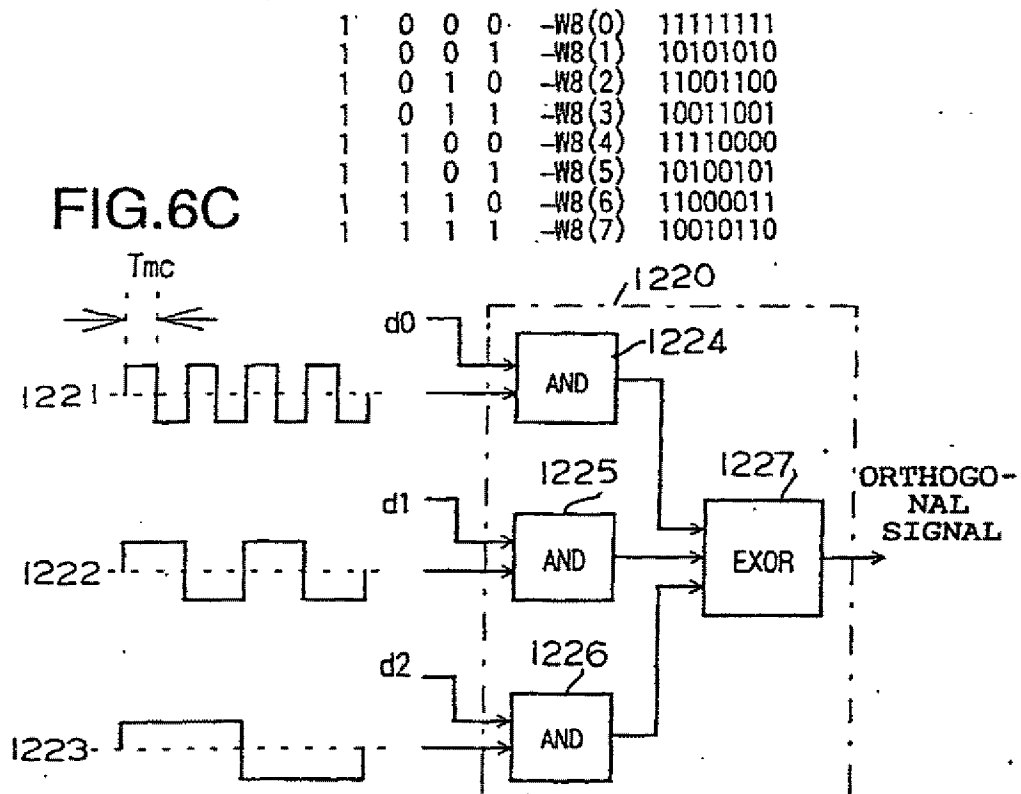 1 0 0 0 -W8(0) 11111111
1 0 0 1 -W8(1) 10101010
1 0 1 0 -W8(2) 11001100
1 0 1 1 -W8(3) 10011001
1 1 0 0 -W8(4) 11110000
1 1 0 1 -W8(5) 10100101
1 1 1 0 -W8(6) 11000011
1 1 1 1 -W8(7) 10010110
FIG.6C
Tmc
1220
d0
1224
AND
1221
1225
1227
ORTHOGO-
NAL
SIGNAL
d1
AND
EXOR
1222
1226
d2
AND
1223